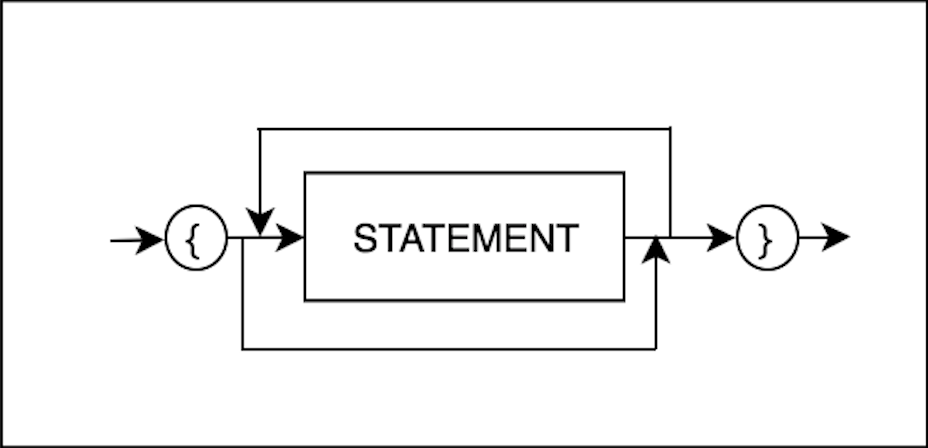 { STATEMENT }